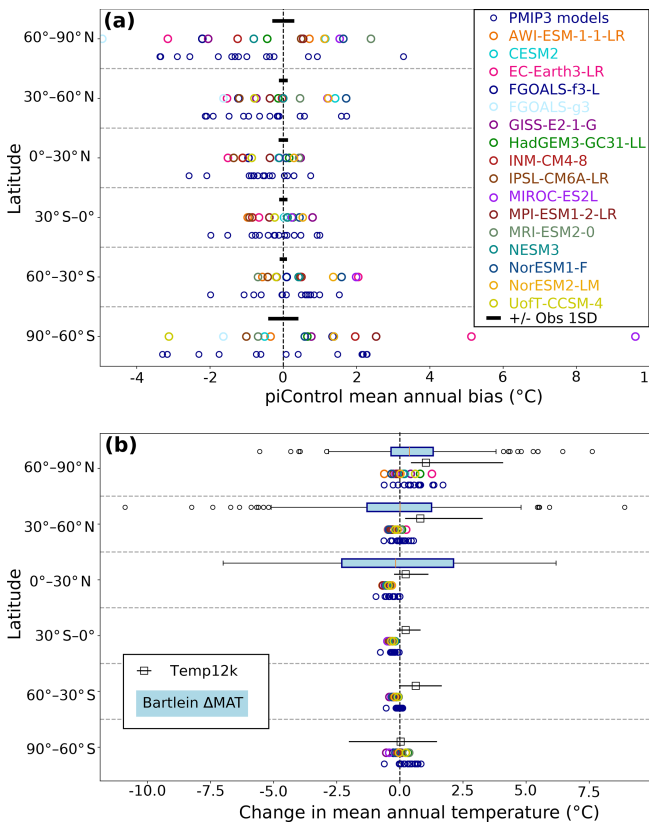 (a)
60°–90° N
30°–60° N
0°–30° N
30° S–0°
60°–30° S
90°–60° S
Latitude
-4
-2
0
2
4
6
8
1
piControl mean annual bias (°C)
PMIP3 models
AWI-ESM-1-1-LR
CESM2
EC-Earth3-LR
FGOALS-f3-L
FGOALS-g3
GISS-E2-1-G
HadGEM3-GC31-LL
INM-CM4-8
IPSL-CM6A-LR
MIROC-ES2L
MPI-ESM1-2-LR
MRI-ESM2-0
NESM3
NorESM1-F
NorESM2-LM
UofT-CCSM-4
+/- Obs 1SD
(b)
60°–90° N
30°–60° N
0°–30° N
30° S–0°
60°–30° S
90°–60° S
Latitude
Temp12k
Bartlein ΔMAT
-10.0
-7.5
-5.0
-2.5
0.0
2.5
5.0
7.5
Change in mean annual temperature (°C)